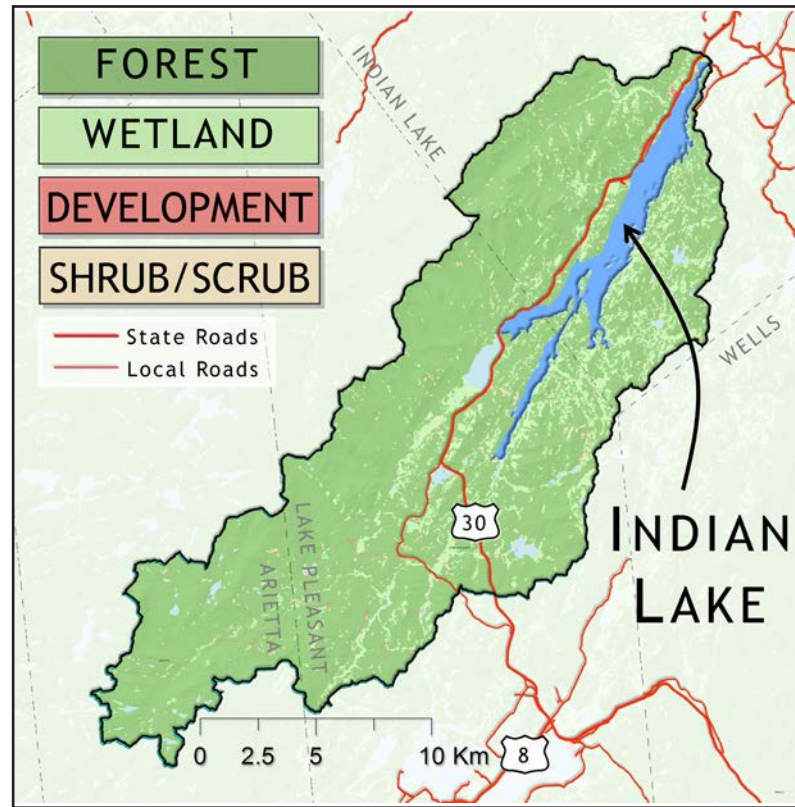 FOREST
WETLAND
DEVELOPMENT
SHRUB/SCRUB
State Roads
Local Roads
INDIAN LAKE
WELLS
30
INDIAN
LAKE
LAKE PLEASANT
ARIETTA
0 2.5 5 10 Km
8